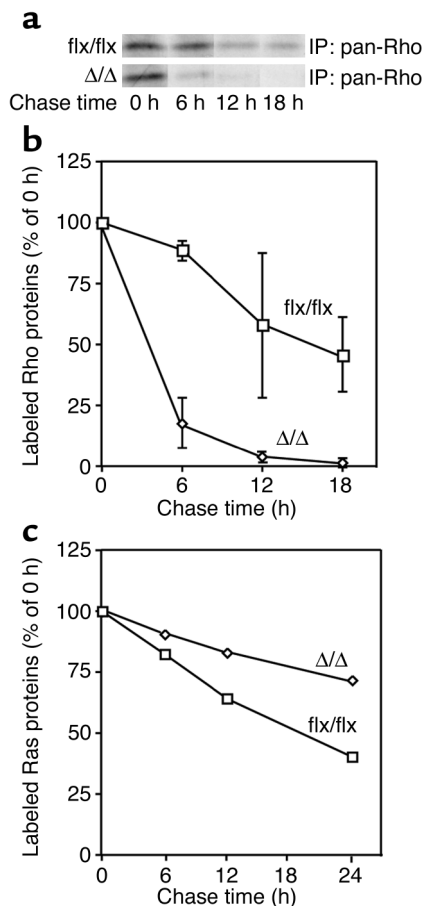 a
flx/flx IP: pan-Rho
Δ/Δ IP: pan-Rho
Chase time 0 h 6 h 12 h 18 h
b
Labeled Rho proteins (% of 0 h)
125
100
75
50
25
0
flx/flx
Δ/Δ
0 6 12 18
Chase time (h)
c
Labeled Ras proteins (% of 0 h)
125
100
75
50
25
0
Δ/Δ
flx/flx
0 6 12 18 24
Chase time (h)